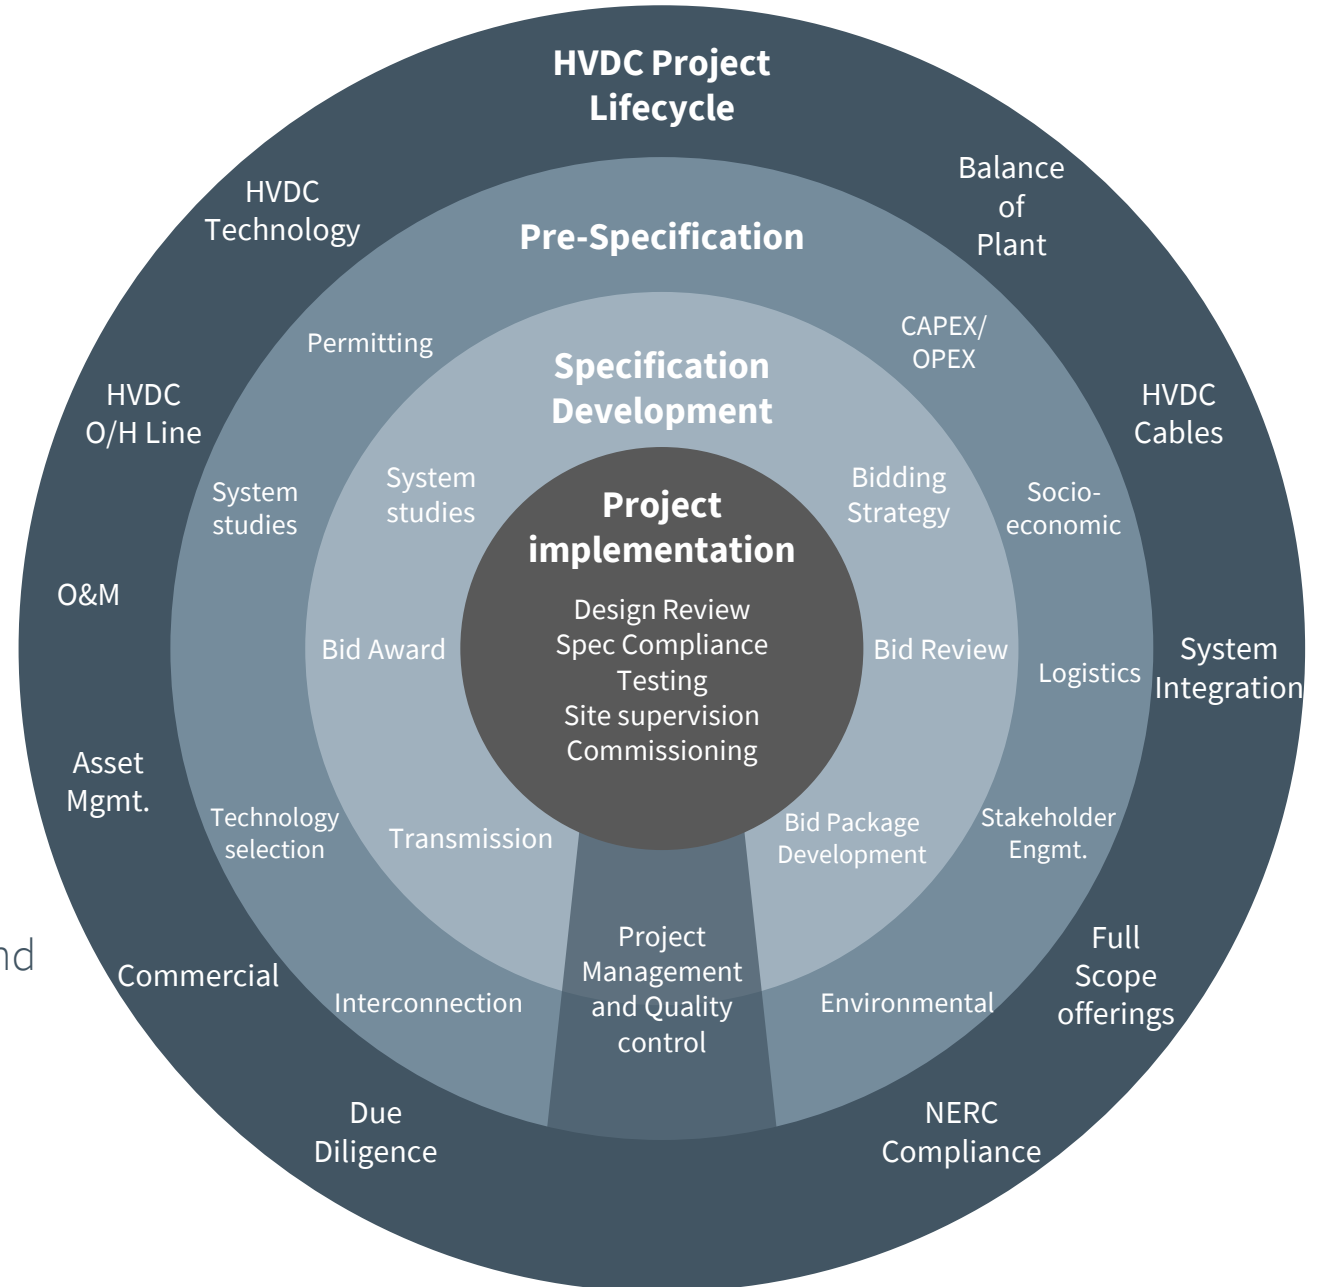 HVDC Project
Lifecycle
HVDC
Technology
Balance
of
Plant
HVDC
O/H Line
HVDC
Cables
O&M
System
Integration
Asset
Mgmt.
Commercial
Full
Scope
offerings
Due
Diligence
NERC
Compliance
Pre-Specification
Permitting
CAPEX/
OPEX
System
studies
Socio-
economic
Logistics
Technology
selection
Stakeholder
Engmt.
Interconnection
Environmental
Specification
Development
System
studies
Bidding
Strategy
Bid Award
Bid Review
Transmission
Bid Package
Development
Project
implementation
Design Review
Spec Compliance
Testing
Site supervision
Commissioning
Project
Management
and Quality
control